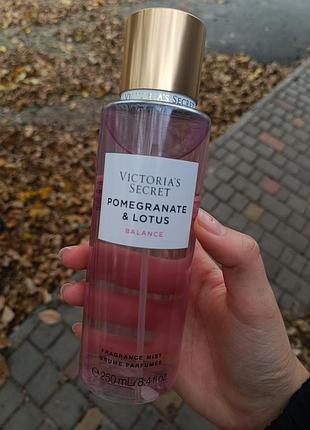 VICTORIA'S SECRET
VICTORIA'S
SECRET
POMEGRANATE
& LOTUS
BALANCE
FRAGRANCE MIST
BRUME PARFUMÉE
℮ 250 mL/8.4 fl oz